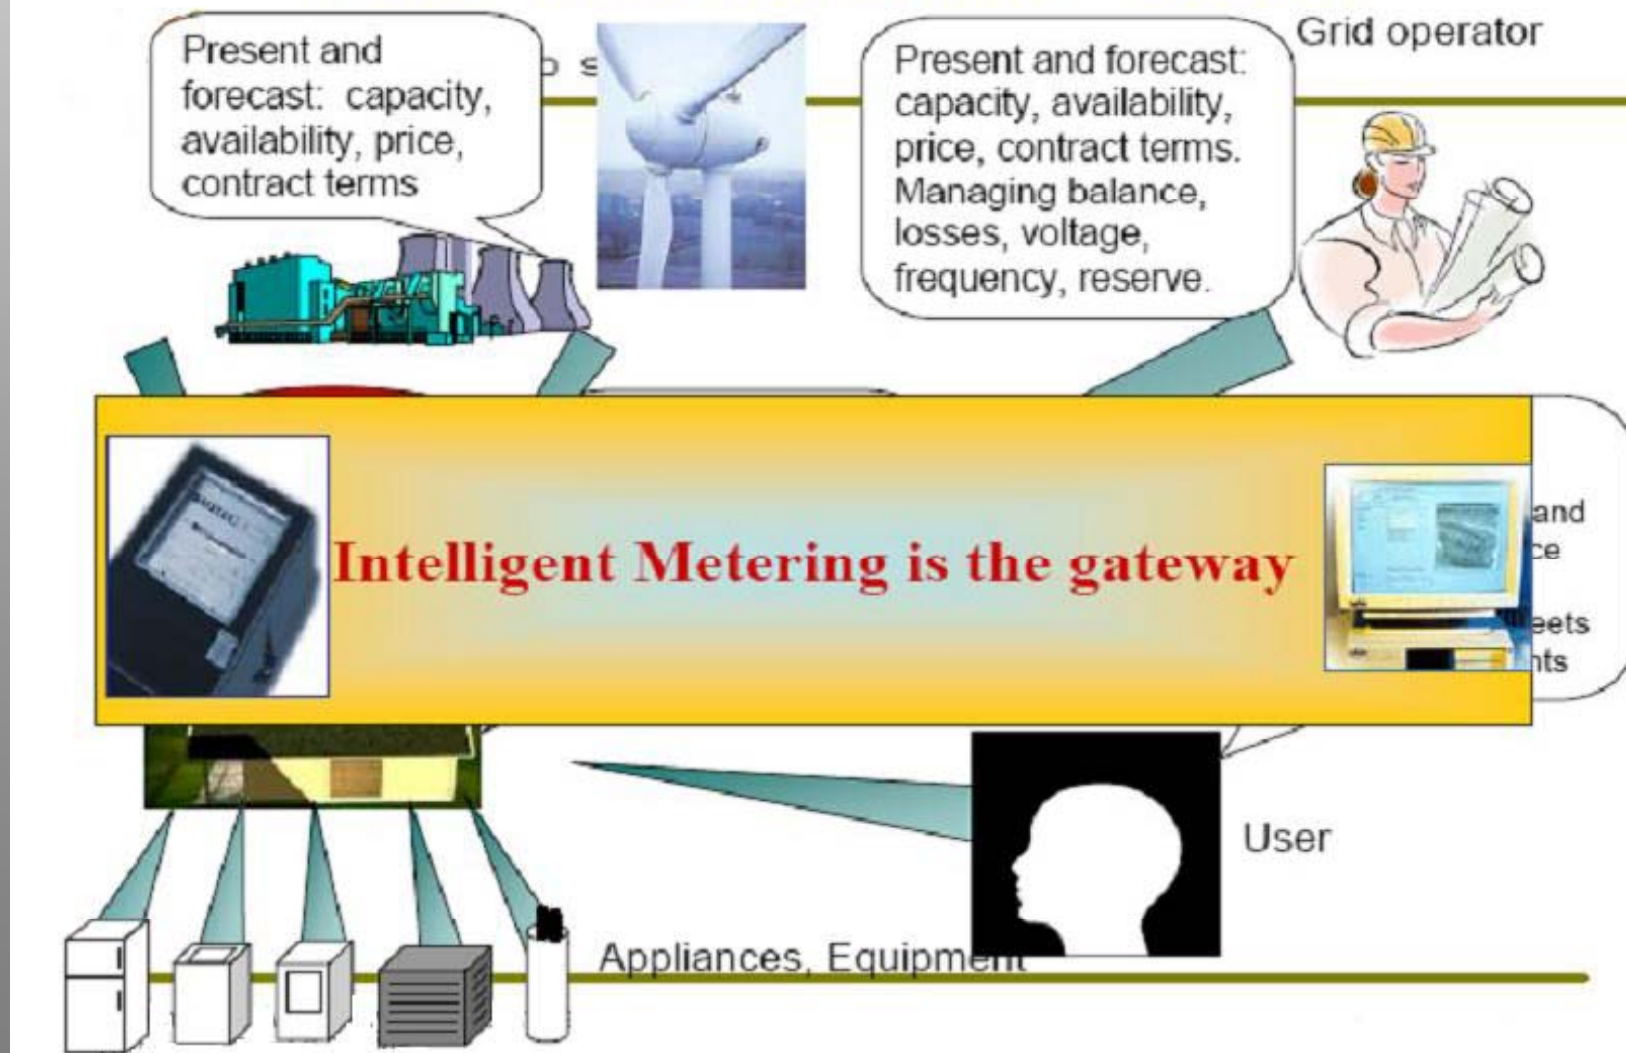 Present and
forecast: capacity,
availability, price,
contract terms
Present and forecast:
capacity, availability,
price, contract terms.
Managing balance,
losses, voltage,
frequency, reserve.
Grid operator
Intelligent Metering is the gateway
and
User
Appliances, Equipment